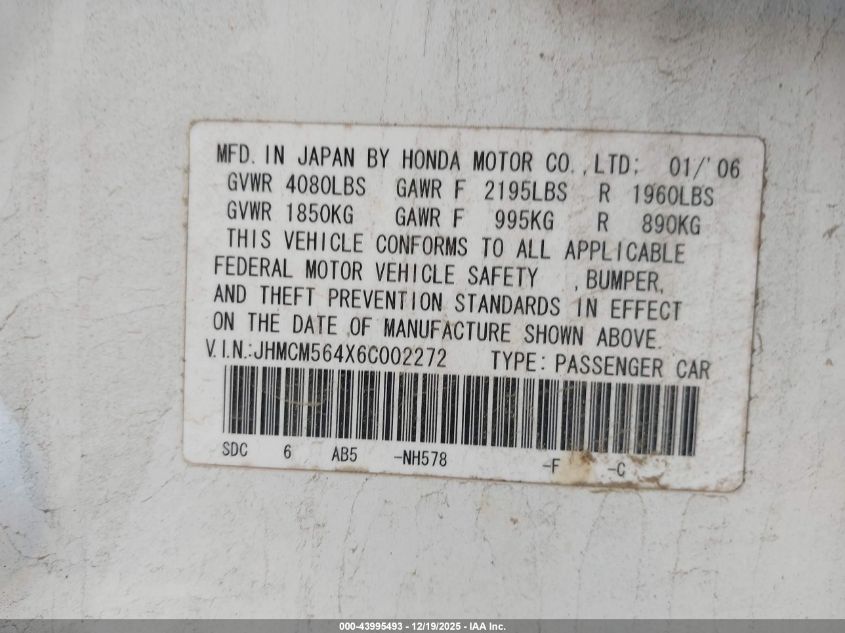 MFD. IN JAPAN BY HONDA MOTOR CO.,LTD: 01/'06
GVWR 4080LBS GAWR F 2195LBS R 1960LBS
GVWR 1850KG GAWR F 995KG R 890KG
THIS VEHICLE CONFORMS TO ALL APPLICABLE
FEDERAL MOTOR VEHICLE SAFETY ,BUMPER,
AND THEFT PREVENTION STANDARDS IN EFFECT
ON THE DATE OF MANUFACTURE SHOWN ABOVE.
V.I.N.:JHMCM564X6C002272 TYPE: PASSENGER CAR
SDC 6 AB5 -NH578 -F -C
000-43995493 - 12/19/2025 - IAA Inc.